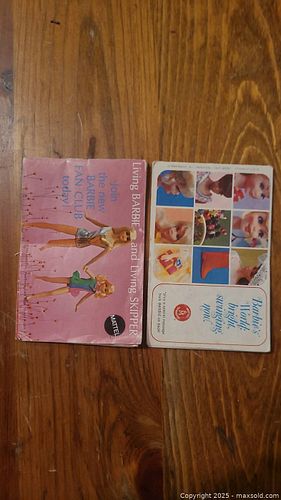 Living BARBIE and Living SKIPPER
join
the new
BARBIE
FAN CLUB
today!
MATTEL
Barbie's
World
bright,
swinging,
now!
Copyright 2025 - maxsold.com